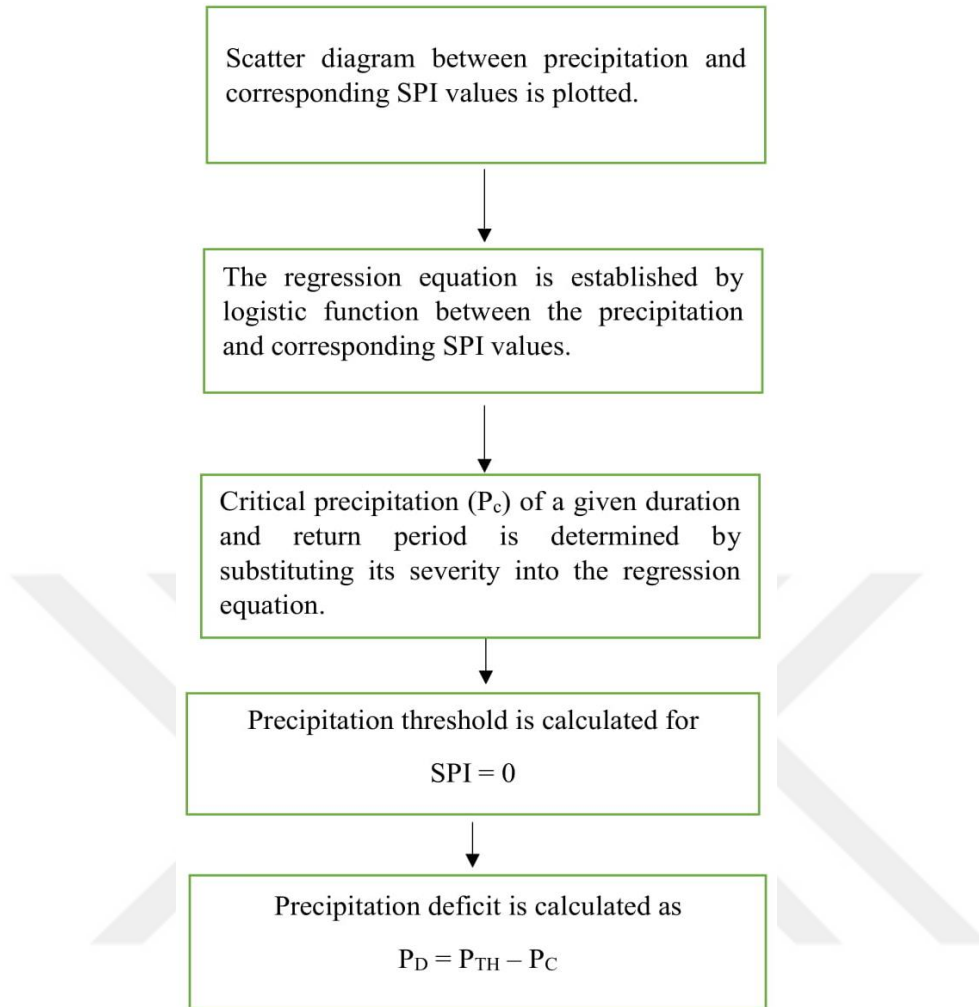 Scatter diagram between precipitation and
corresponding SPI values is plotted.
The regression equation is established by
logistic function between the precipitation
and corresponding SPI values.
Critical precipitation (Pc) of a given duration
and return period is determined by
substituting its severity into the regression
equation.
Precipitation threshold is calculated for
SPI = 0
Precipitation deficit is calculated as
PD = PTH – PC